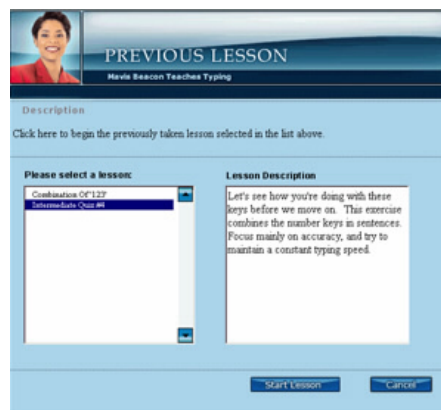 PREVIOUS LESSON
Mavis Beacon Teaches Typing
Description
Click here to begin the previously taken lesson selected in the list above.
Please select a lesson:
Lesson Description
Combination Of '123'
Intermediate Quiz #4
Let's see how you're doing with these
keys before we move on. This exercise
combines the number keys in sentences.
Focus mainly on accuracy, and try to
maintain a constant typing speed.
Start Lesson
Cancel